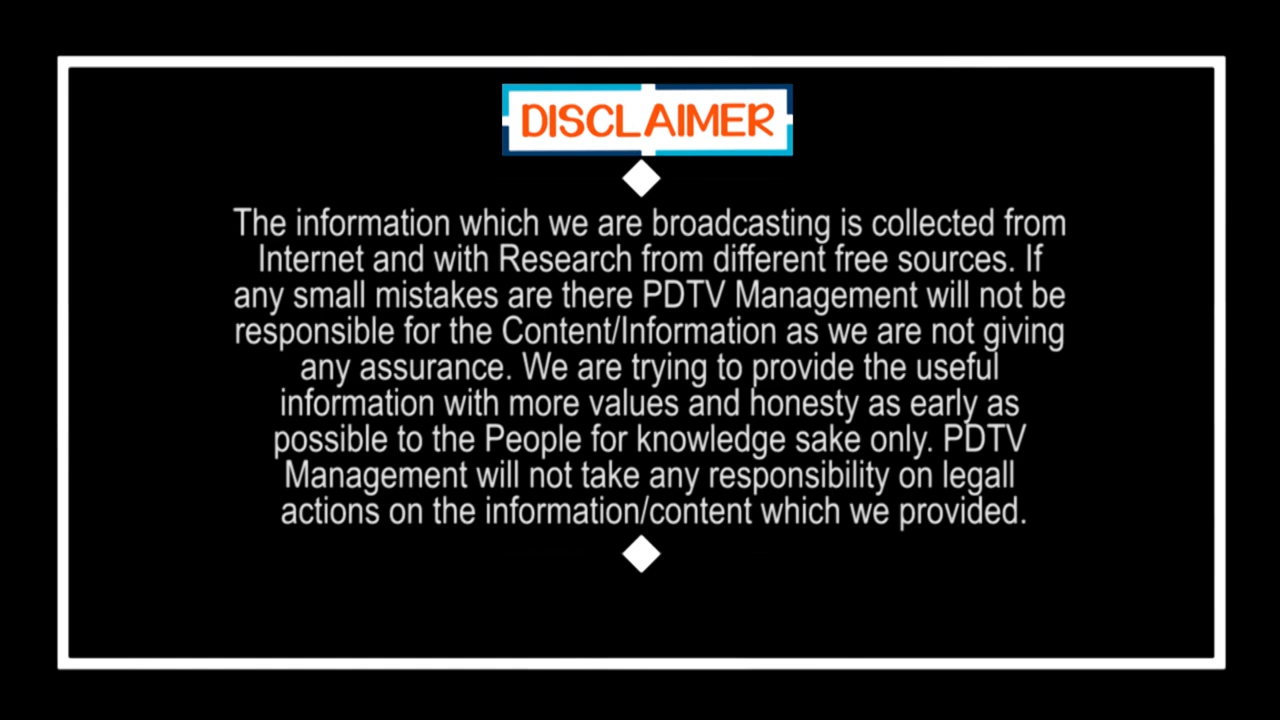 DISCLAIMER
The information which we are broadcasting is collected from
Internet and with Research from different free sources. If
any small mistakes are there PDTV Management will not be
responsible for the Content/Information as we are not giving
any assurance. We are trying to provide the useful
information with more values and honesty as early as
possible to the People for knowledge sake only. PDTV
Management will not take any responsibility on legall
actions on the information/content which we provided.